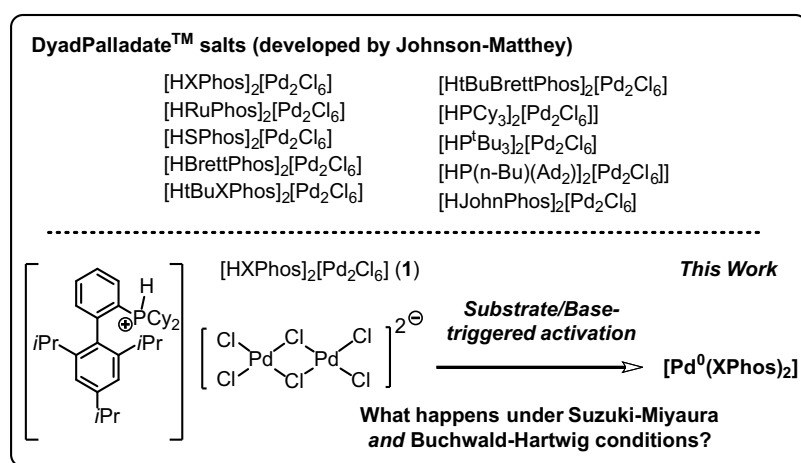 DyadPalladate™ salts (developed by Johnson-Matthey)
[HXPhos]₂[Pd₂Cl₆]
[HRuPhos]₂[Pd₂Cl₆]
[HSPhos]₂[Pd₂Cl₆]
[HBrettPhos]₂[Pd₂Cl₆]
[HtBuXPhos]₂[Pd₂Cl₆]
[HtBuBrettPhos]₂[Pd₂Cl₆]
[HPCy₃]₂[Pd₂Cl₆]]
[HPᵗBu₃]₂[Pd₂Cl₆]
[HP(n-Bu)(Ad₂)]₂[Pd₂Cl₆]]
[HJohnPhos]₂[Pd₂Cl₆]
[HXPhos]₂[Pd₂Cl₆] (1)
This Work
H
⊕PCy₂
iPr
iPr
iPr
2⊖
Cl Cl Cl
Pd Pd
Cl Cl Cl
Substrate/Base-
triggered activation
[Pd⁰(XPhos)₂]
What happens under Suzuki-Miyaura
and Buchwald-Hartwig conditions?